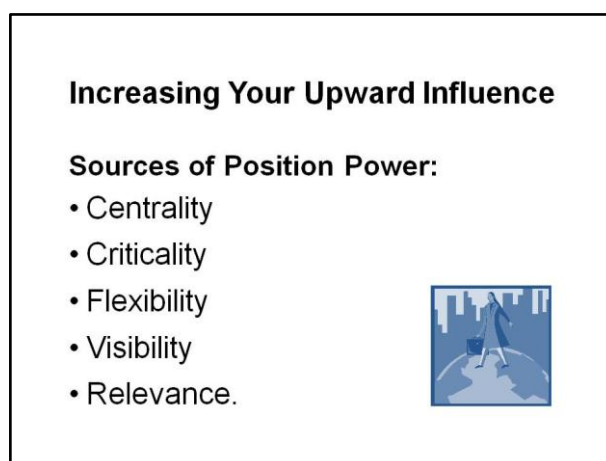 Increasing Your Upward Influence
Sources of Position Power:
• Centrality
• Criticality
• Flexibility
• Visibility
• Relevance.